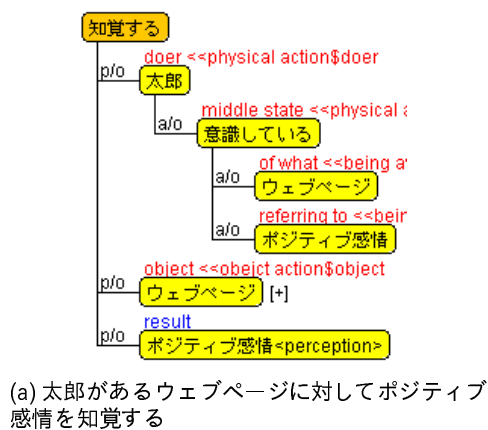 知覚する
doer <<physical action$doer
p/o
太郎
middle state <<physical
a/o
意識している
of what <<being
a/o
ウェブページ
referring to <<bein
a/o
ポジティブ感情
object <<obejct action$object
p/o
ウェブページ [+]
result
p/o
ポジティブ感情<perception>
(a) 太郎があるウェブページに対してポジティブ
感情を知覚する